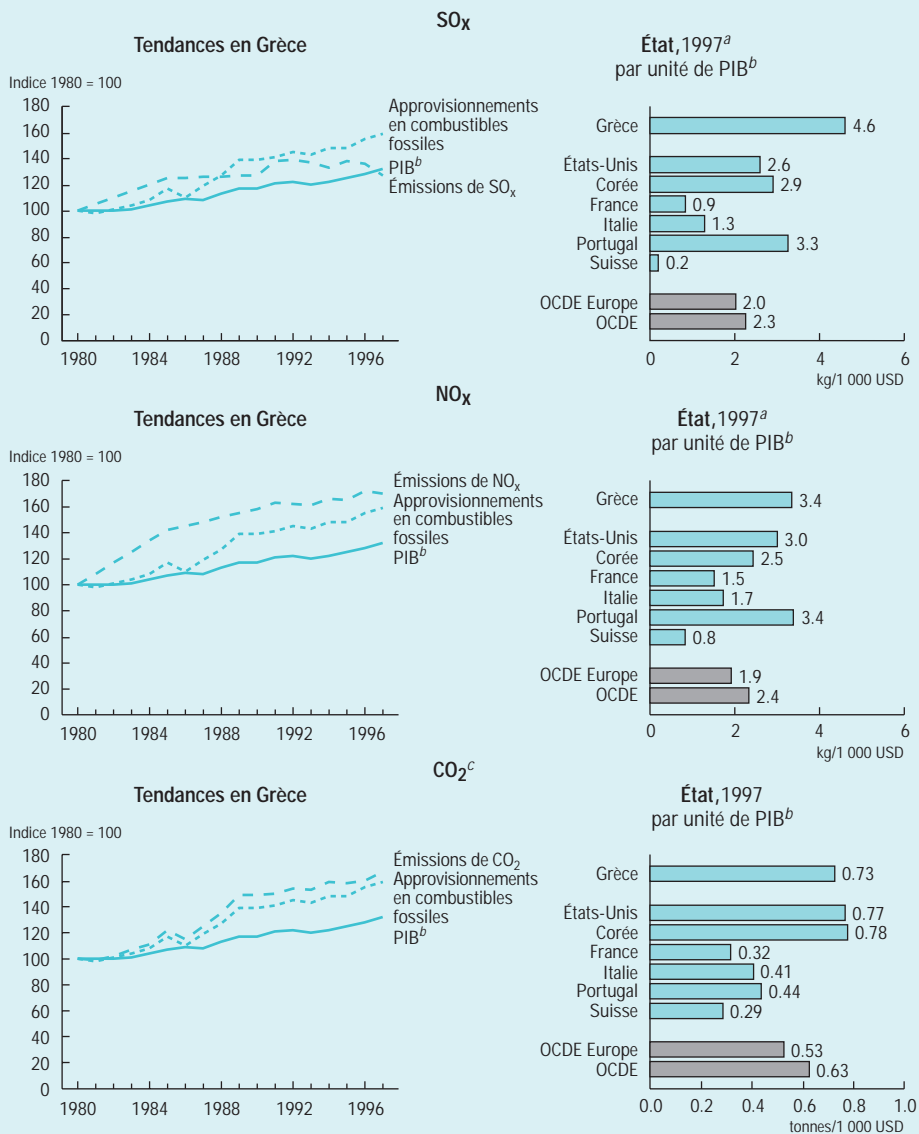 SOx
Tendances en Grèce
Indice 1980 = 100
180
160
140
120
100
80
60
40
20
0
1980 1984 1988 1992 1996
Approvisionnements
en combustibles
fossiles
PIBb
Émissions de SOx
État, 1997a
par unité de PIBb
Grèce 4.6
États-Unis 2.6
Corée 2.9
France 0.9
Italie 1.3
Portugal 3.3
Suisse 0.2
OCDE Europe 2.0
OCDE 2.3
0 2 4 6
kg/1 000 USD
NOx
Tendances en Grèce
Indice 1980 = 100
180
160
140
120
100
80
60
40
20
0
1980 1984 1988 1992 1996
Émissions de NOx
Approvisionnements
en combustibles
fossiles
PIBb
État, 1997a
par unité de PIBb
Grèce 3.4
États-Unis 3.0
Corée 2.5
France 1.5
Italie 1.7
Portugal 3.4
Suisse 0.8
OCDE Europe 1.9
OCDE 2.4
0 2 4 6
kg/1 000 USD
CO2c
Tendances en Grèce
Indice 1980 = 100
180
160
140
120
100
80
60
40
20
0
1980 1984 1988 1992 1996
Émissions de CO2
Approvisionnements
en combustibles
fossiles
PIBb
État, 1997
par unité de PIBb
Grèce 0.73
États-Unis 0.77
Corée 0.78
France 0.32
Italie 0.41
Portugal 0.44
Suisse 0.29
OCDE Europe 0.53
OCDE 0.63
0.0 0.2 0.4 0.6 0.8 1.0
tonnes/1 000 USD